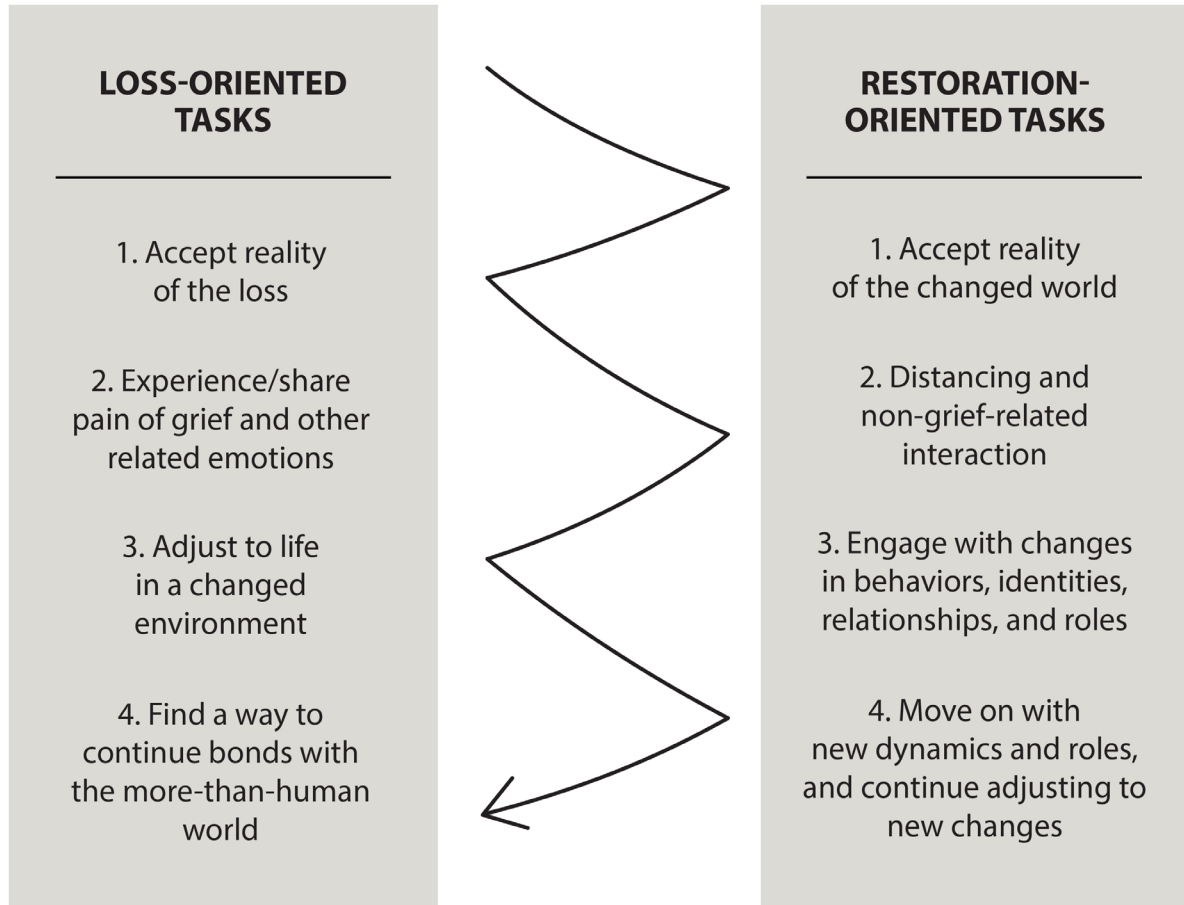 LOSS-ORIENTED
TASKS
1. Accept reality
of the loss
2. Experience/share
pain of grief and other
related emotions
3. Adjust to life
in a changed
environment
4. Find a way to
continue bonds with
the more-than-human
world
RESTORATION-
ORIENTED TASKS
1. Accept reality
of the changed world
2. Distancing and
non-grief-related
interaction
3. Engage with changes
in behaviors, identities,
relationships, and roles
4. Move on with
new dynamics and roles,
and continue adjusting to
new changes